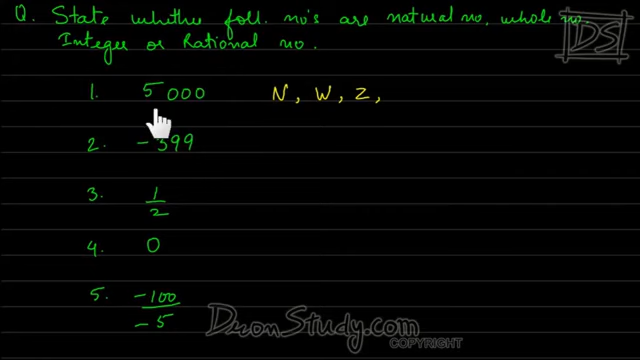 Q. State whithe foll. no's are natural no, whole no.
Integer or Rational no.
DS
1. 5000 N, W, Z,
2. -399
3. 1/2
4. 0
5. -100/-5
DronStudy.com
COPYRIGHT